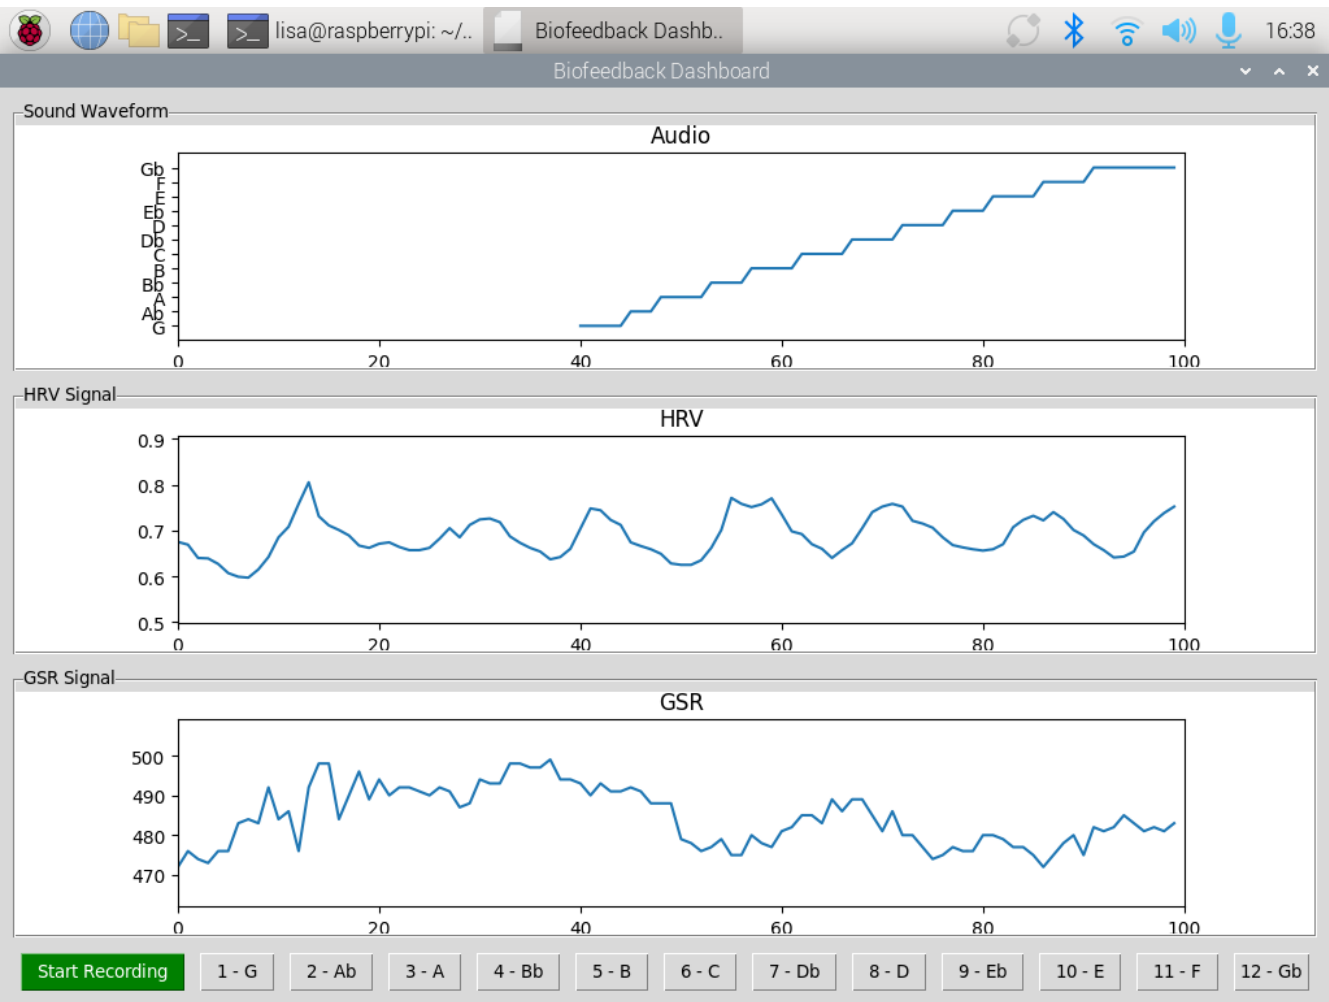 lisa@raspberrypi: ~/.. Biofeedback Dashb.. 16:38
Biofeedback Dashboard
Sound Waveform
Audio
Gb
F
E
Eb
D
Db
C
B
Bb
A
Ab
G
0 20 40 60 80 100
HRV Signal
HRV
0.9
0.8
0.7
0.6
0.5
0 20 40 60 80 100
GSR Signal
GSR
500
490
480
470
0 20 40 60 80 100
Start Recording 1 - G 2 - Ab 3 - A 4 - Bb 5 - B 6 - C 7 - Db 8 - D 9 - Eb 10 - E 11 - F 12 - Gb